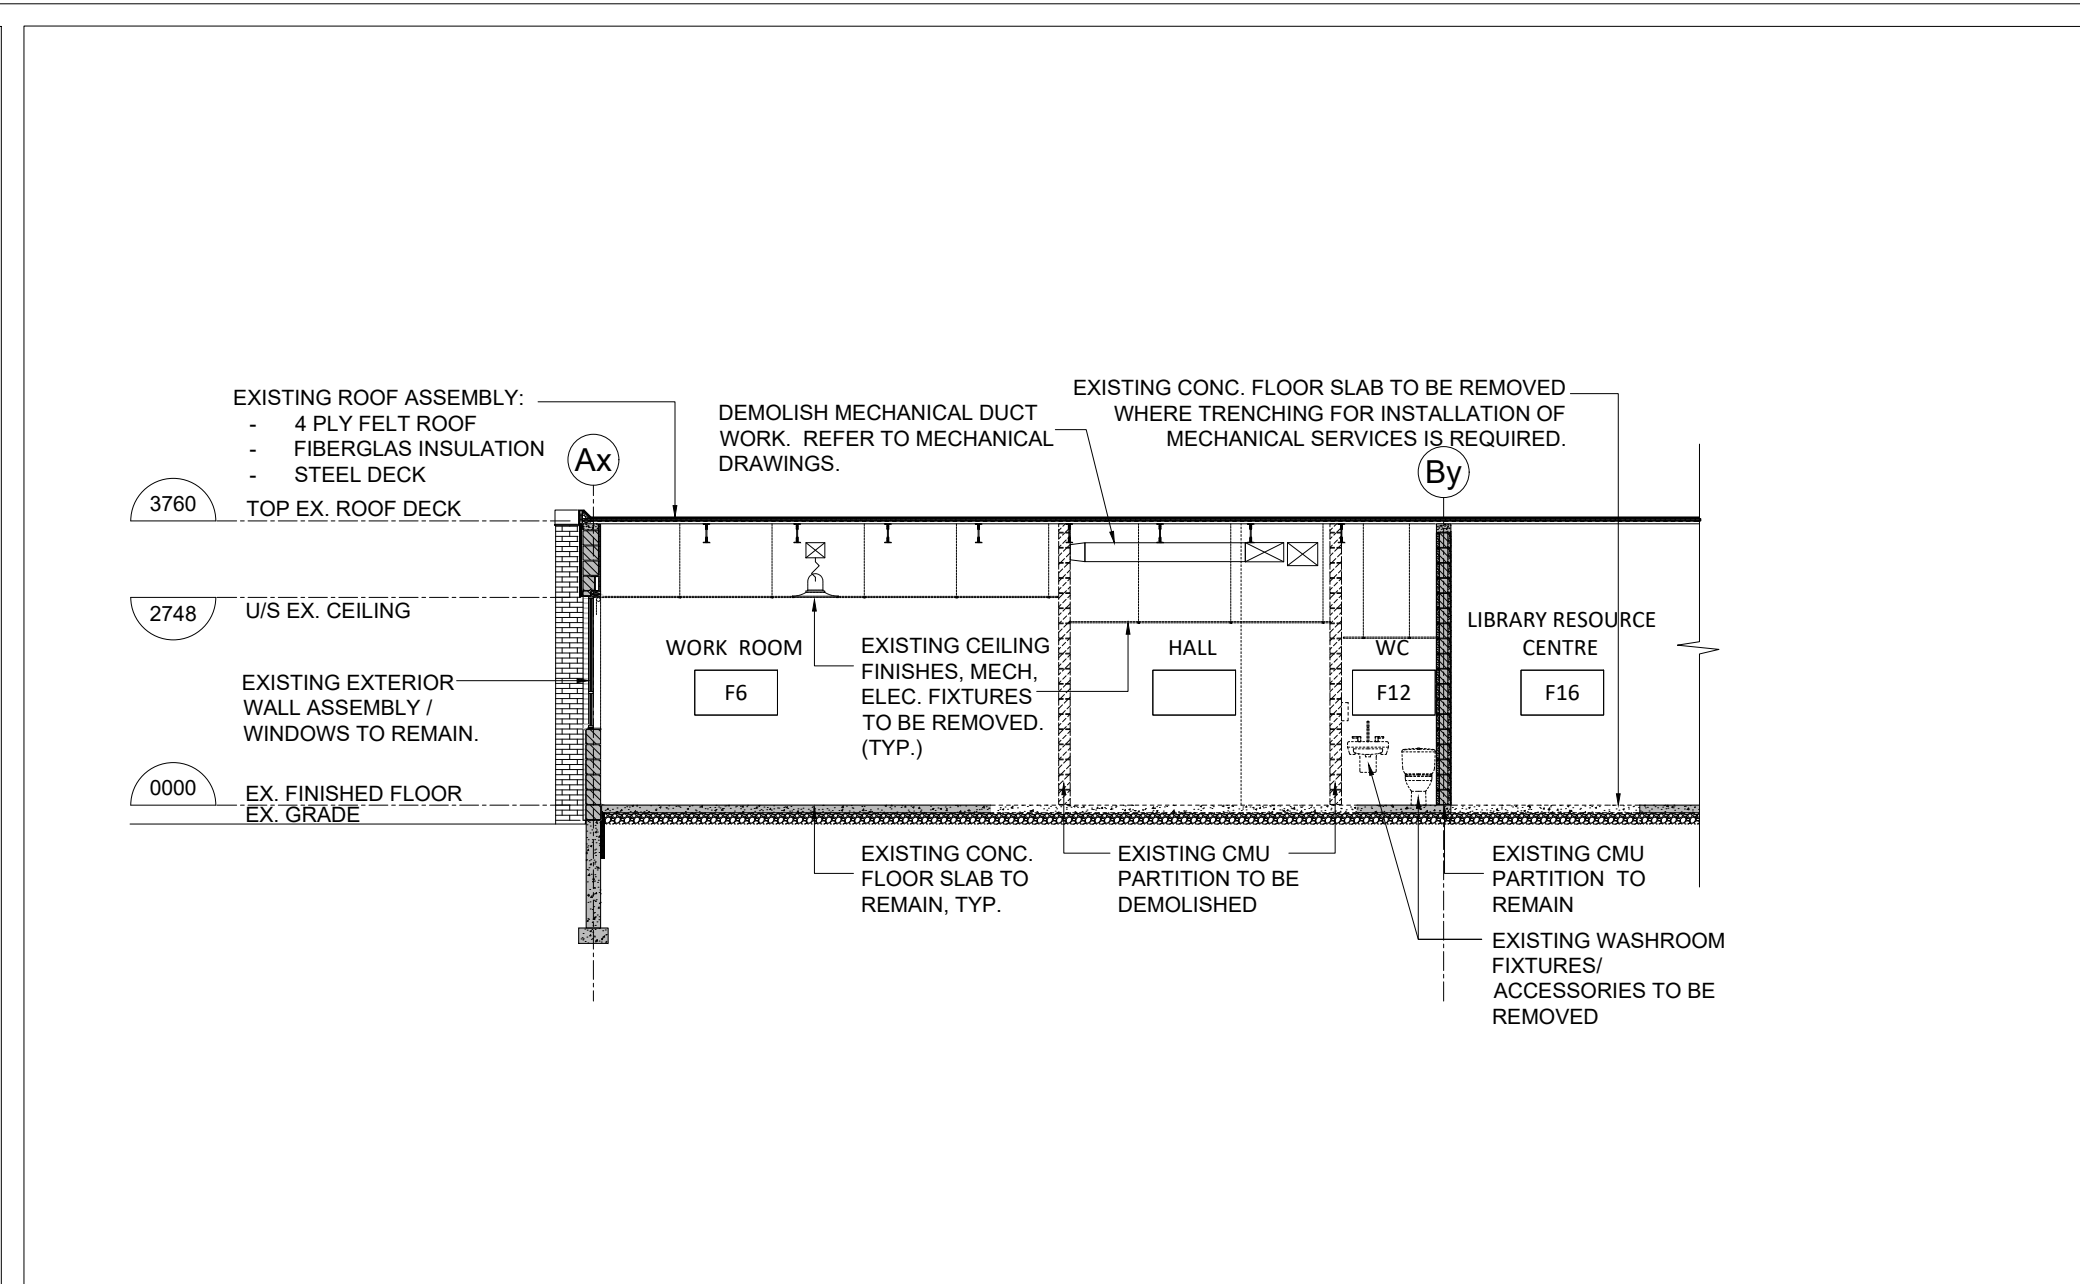 EXISTING ROOF ASSEMBLY:
- 4 PLY FELT ROOF
- FIBERGLAS INSULATION
- STEEL DECK
Ax
DEMOLISH MECHANICAL DUCT
WORK. REFER TO MECHANICAL
DRAWINGS.
EXISTING CONC. FLOOR SLAB TO BE REMOVED
WHERE TRENCHING FOR INSTALLATION OF
MECHANICAL SERVICES IS REQUIRED.
By
3760
TOP EX. ROOF DECK
2748
U/S EX. CEILING
EXISTING EXTERIOR
WALL ASSEMBLY /
WINDOWS TO REMAIN.
0000
EX. FINISHED FLOOR
EX. GRADE
WORK ROOM
F6
EXISTING CEILING
FINISHES, MECH,
ELEC. FIXTURES
TO BE REMOVED.
(TYP.)
HALL
WC
F12
LIBRARY RESOURCE
CENTRE
F16
EXISTING CONC.
FLOOR SLAB TO
REMAIN, TYP.
EXISTING CMU
PARTITION TO BE
DEMOLISHED
EXISTING CMU
PARTITION TO
REMAIN
EXISTING WASHROOM
FIXTURES/
ACCESSORIES TO BE
REMOVED